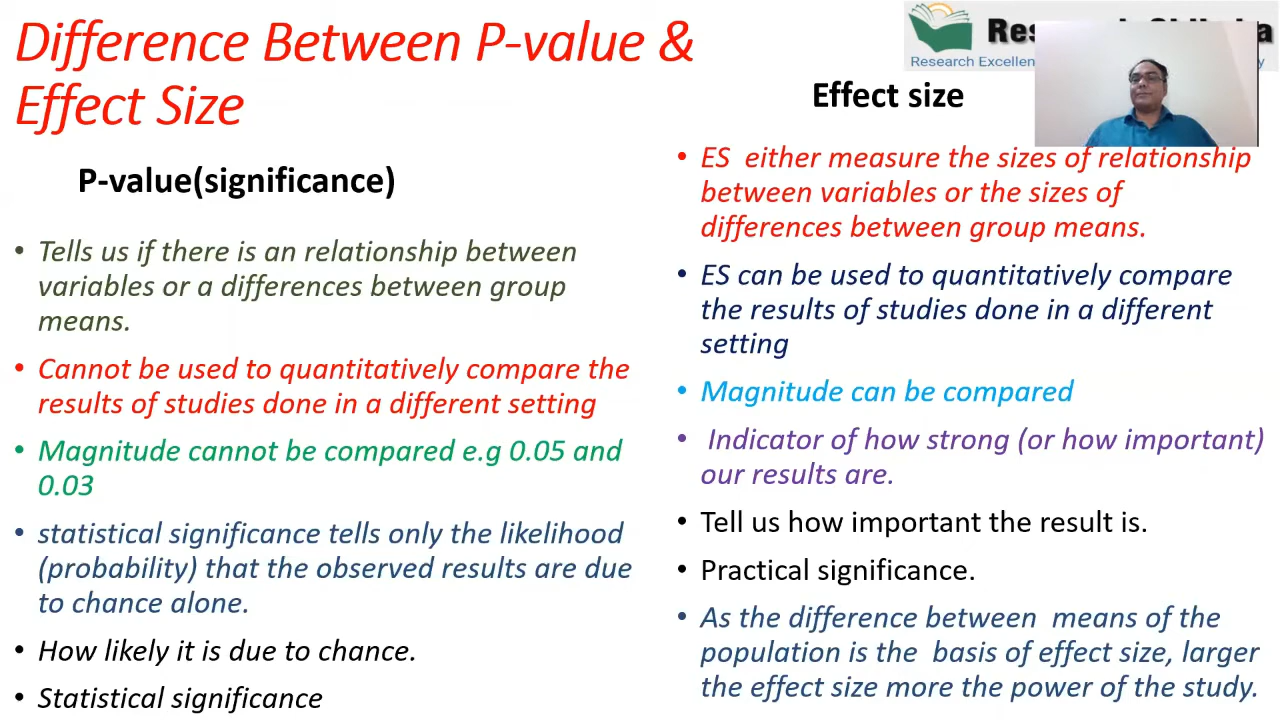 Difference Between P-value &
Effect Size
P-value(significance)
• Tells us if there is an relationship between
variables or a differences between group
means.
• Cannot be used to quantitatively compare the
results of studies done in a different setting
• Magnitude cannot be compared e.g 0.05 and
0.03
• statistical significance tells only the likelihood
(probability) that the observed results are due
to chance alone.
• How likely it is due to chance.
• Statistical significance
Research Excellen
Effect size
• ES either measure the sizes of relationship
between variables or the sizes of
differences between group means.
• ES can be used to quantitatively compare
the results of studies done in a different
setting
• Magnitude can be compared
• Indicator of how strong (or how important)
our results are.
• Tell us how important the result is.
• Practical significance.
• As the difference between means of the
population is the basis of effect size, larger
the effect size more the power of the study.